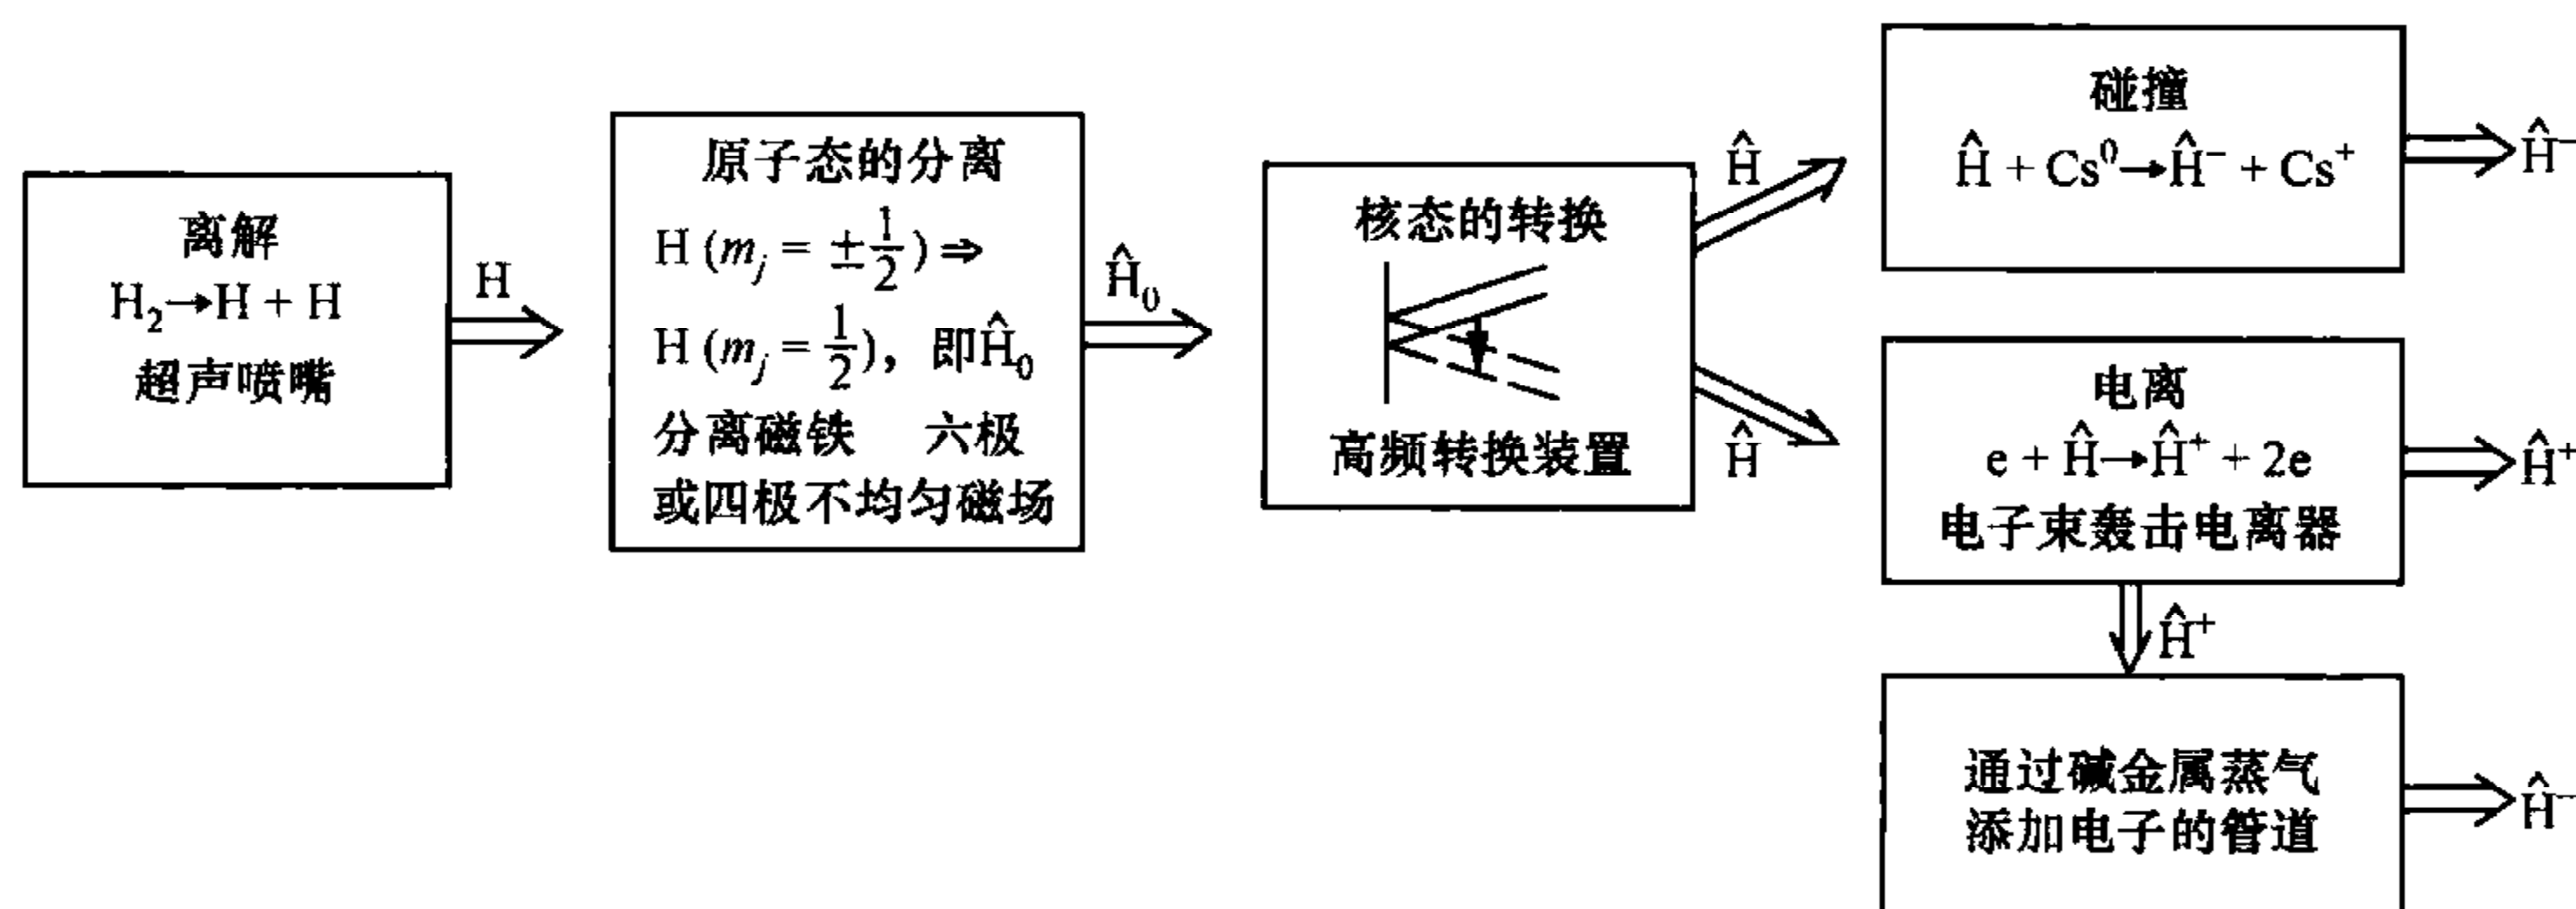 离解
H₂→H + H
超声喷嘴
H
原子态的分离
H (mⱼ = ±1/2) ⇒
H (mⱼ = 1/2), 即Ĥ₀
分离磁铁 六极
或四极不均匀磁场
Ĥ₀
核态的转换
高频转换装置
Ĥ
Ĥ
碰撞
Ĥ + Cs⁰→Ĥ⁻ + Cs⁺
Ĥ⁻
电离
e + Ĥ→Ĥ⁺ + 2e
电子束轰击电离器
Ĥ⁺
Ĥ⁺
通过碱金属蒸气
添加电子的管道
Ĥ⁻